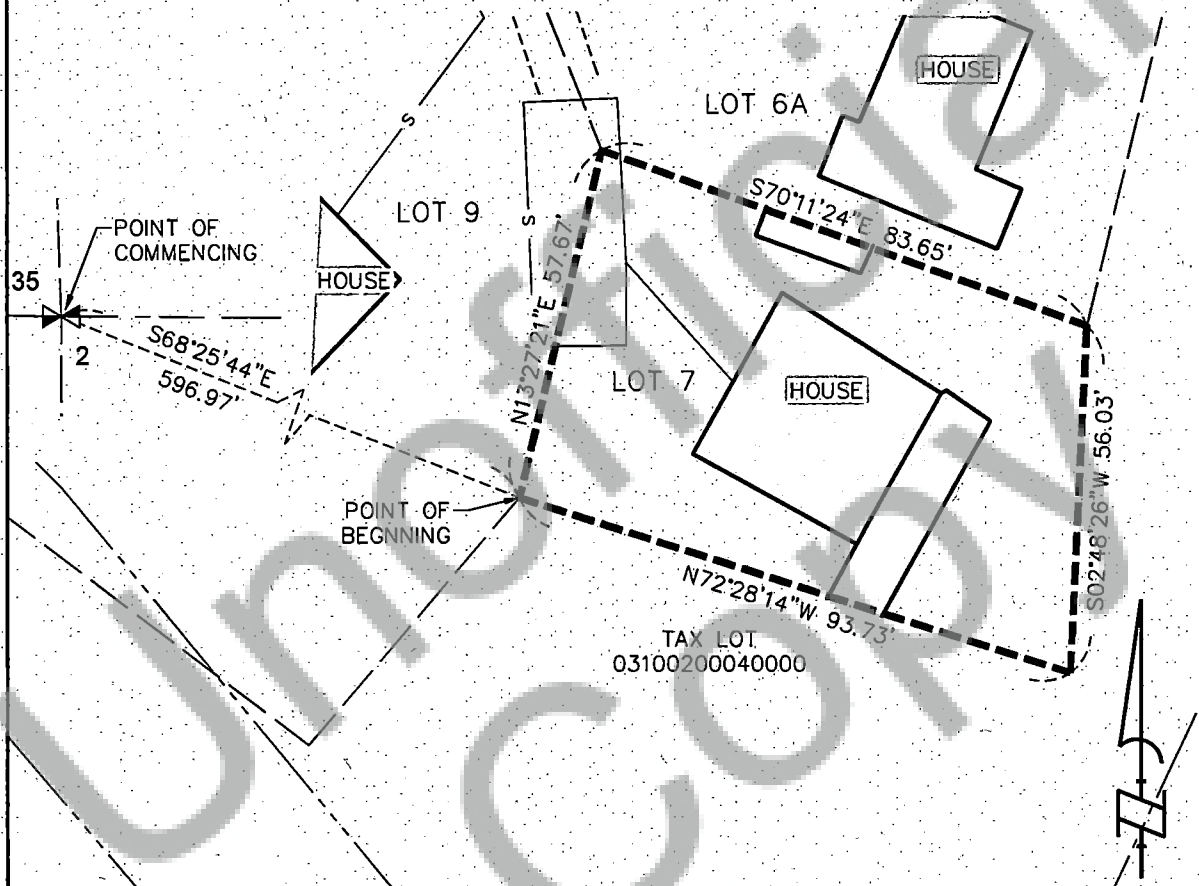 HOUSE
LOT 6A
S
S70°11'24"E 83.65'
LOT 9
POINT OF
COMMENCING
S
35
HOUSE
N13°27'21"E 57.67'
2
S68°25'44"E
596.97'
LOT 7
HOUSE
S02°48'26"W 56.03'
POINT OF
BEGNNING
N72°28'14"W 93.73'
TAX LOT
03100200040000
Unofficial
Copy